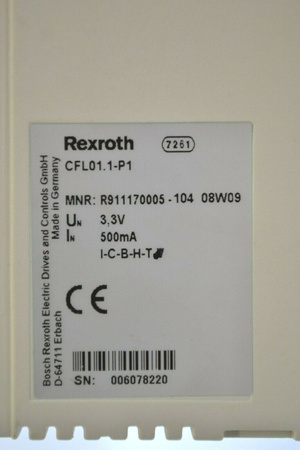 Rexroth 7261
CFL01.1-P1
MNR: R911170005-104 08W09
UN 3,3V
IN 500mA
I-C-B-H-T
CE
SN: 006078220
Bosch Rexroth Electric Drives and Controls GmbH
Made in Germany
D-64711 Erbach